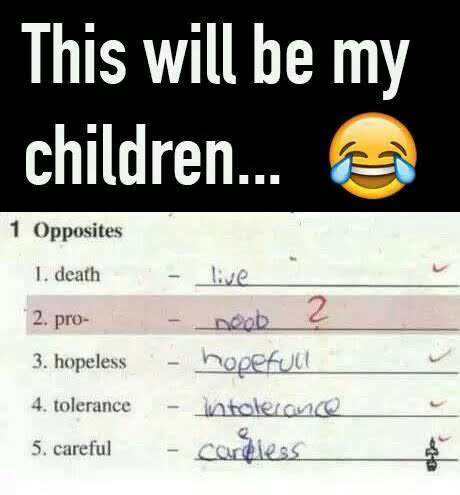 This will be my
children... 😂
1 Opposites
1. death - live
2. pro- - noob ?
3. hopeless - hopefull
4. tolerance - intolerance
5. careful - careless